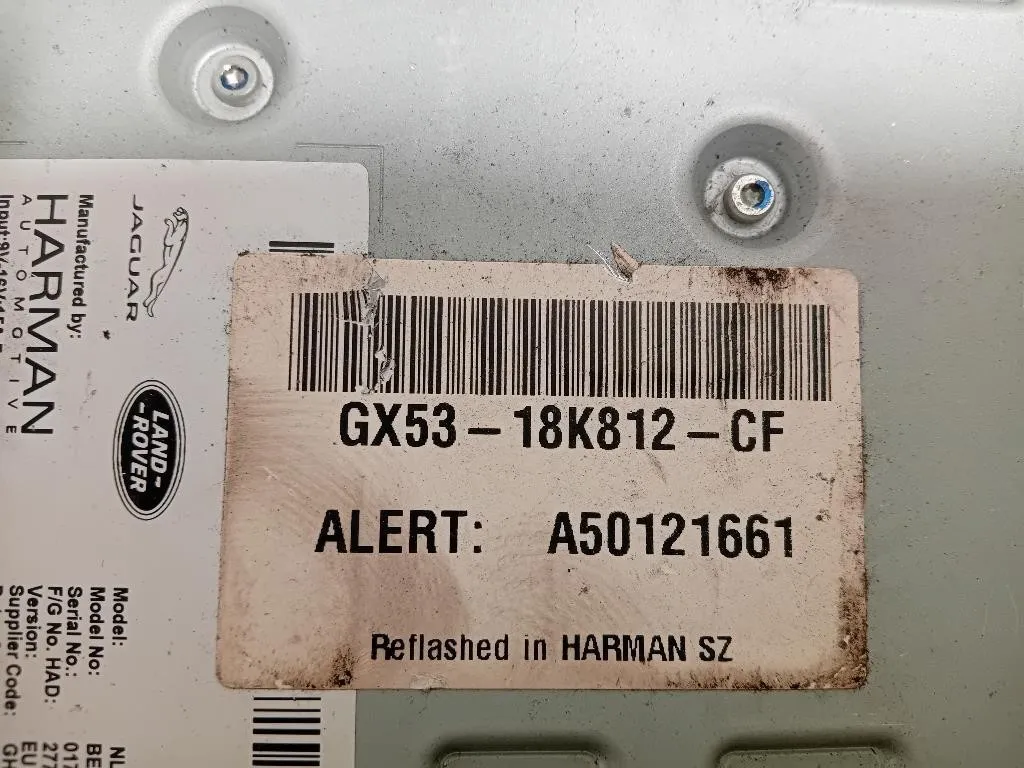 JAGUAR
LAND-
-ROVER
Manufactured by:
HARMAN
AUTOMOTIVE
Model:
Model No:
Serial No.:
F/G No. HAD:
Version:
Supplier Code:
GX53-18K812-CF
ALERT: A50121661
Reflashed in HARMAN SZ